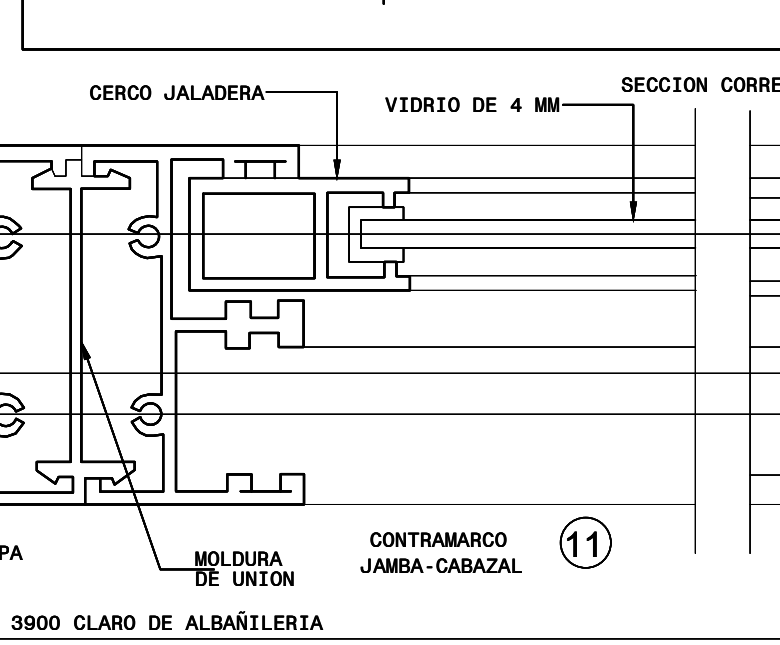 SECCION CORRE
CERCO JALADERA
VIDRIO DE 4 MM
CONTRAMARCO
JAMBA-CABAZAL
11
PA
MOLDURA
DE UNION
3900 CLARO DE ALBAÑILERIA